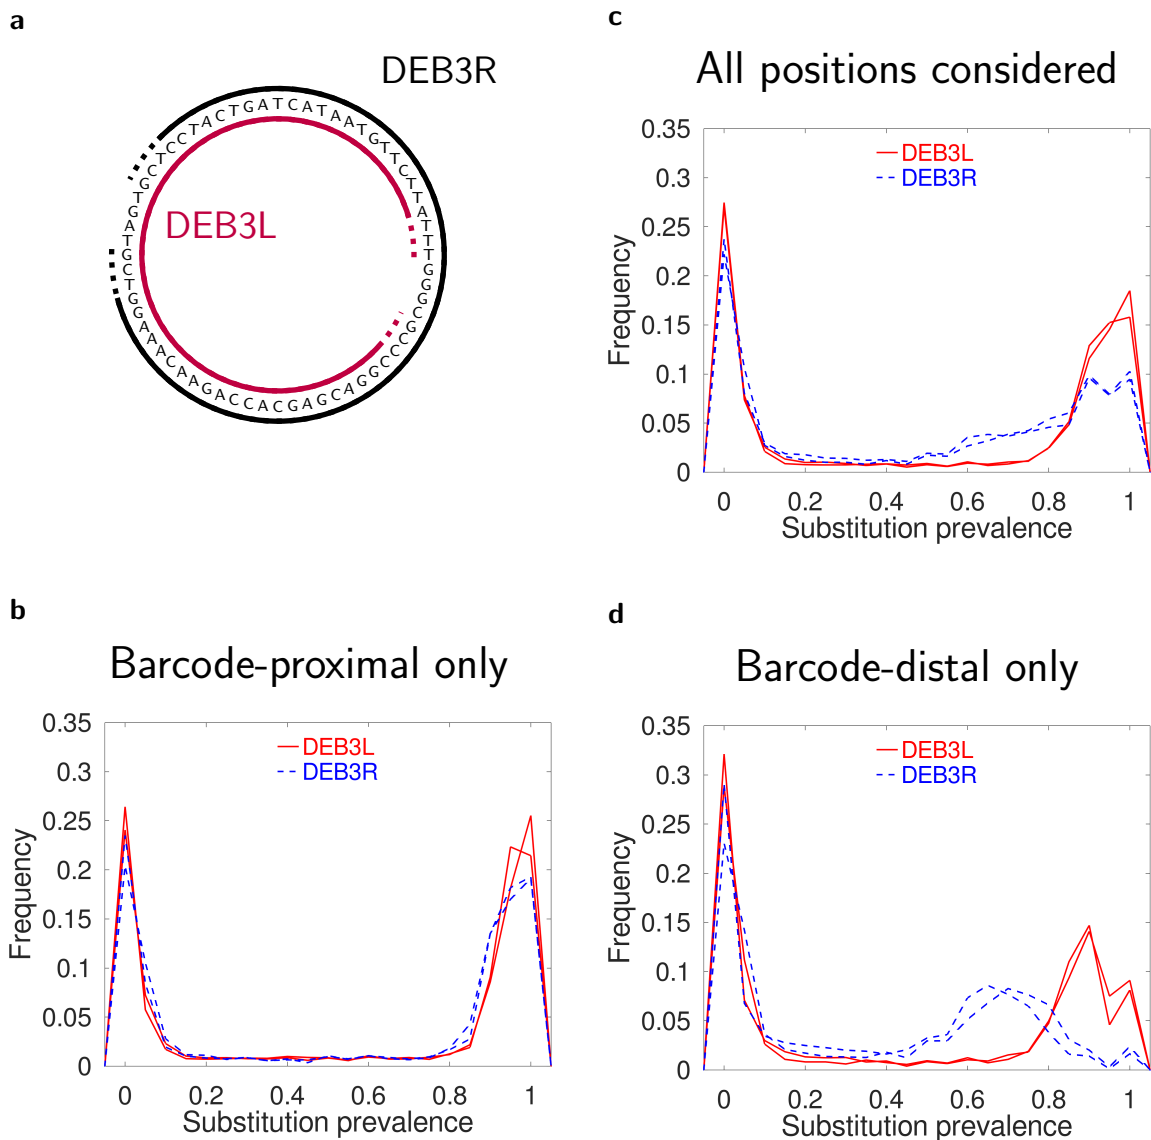 a
DEB3R
GCTCCTACTGATCATAATGTTCTTATTTGGGCG
TGATGCTGGAAACAAGACCACGAGCAGGCCC
DEB3L
c
All positions considered
DEB3L
DEB3R
Frequency
0.35
0.3
0.25
0.2
0.15
0.1
0.05
0
0 0.2 0.4 0.6 0.8 1
Substitution prevalence
b
Barcode-proximal only
DEB3L
DEB3R
Frequency
0.35
0.3
0.25
0.2
0.15
0.1
0.05
0
0 0.2 0.4 0.6 0.8 1
Substitution prevalence
d
Barcode-distal only
DEB3L
DEB3R
Frequency
0.35
0.3
0.25
0.2
0.15
0.1
0.05
0
0 0.2 0.4 0.6 0.8 1
Substitution prevalence